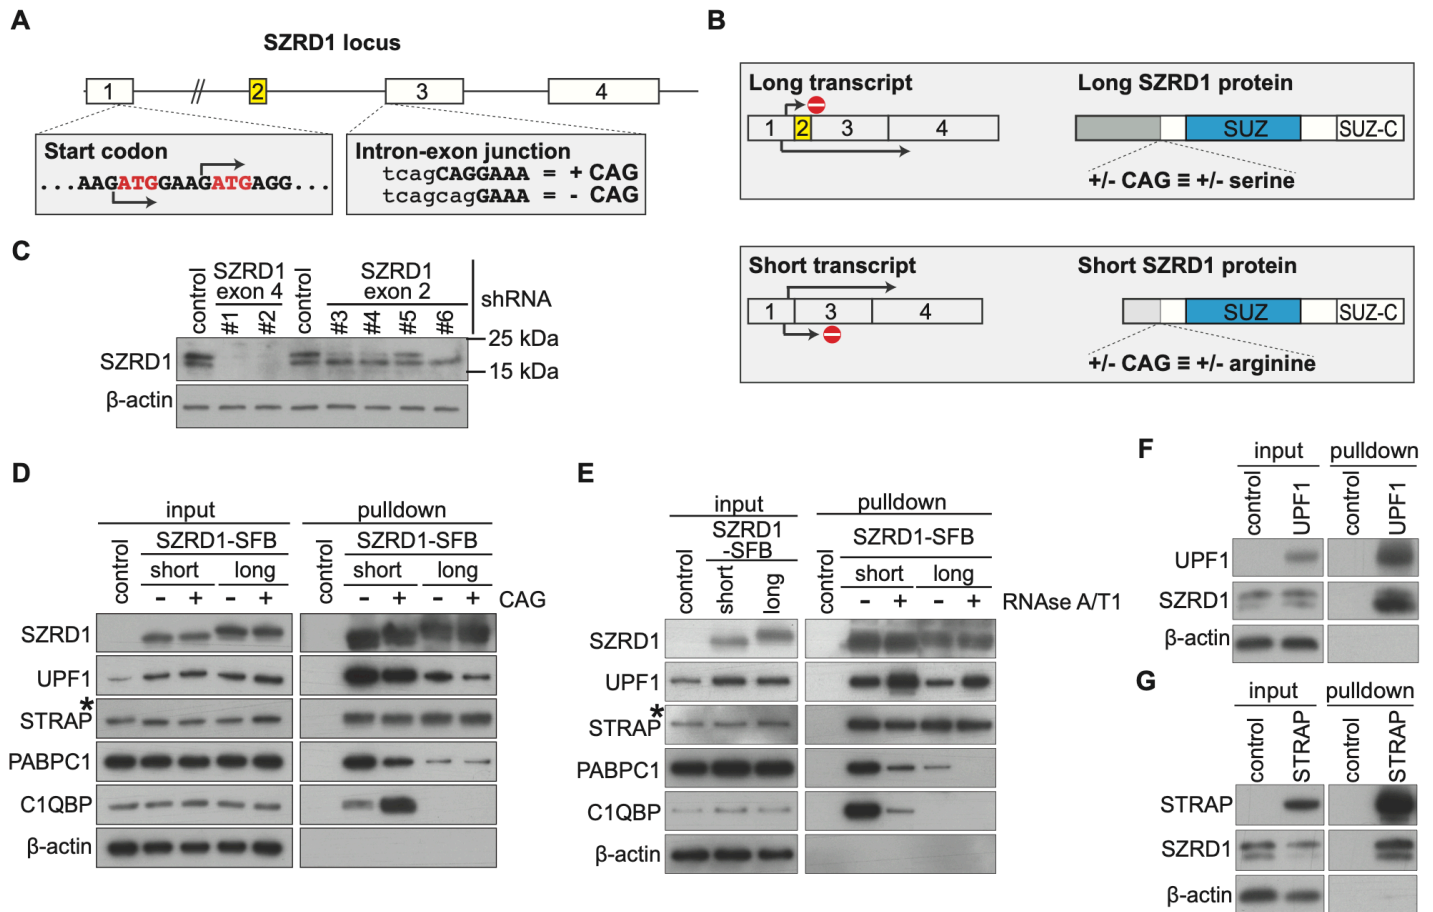 A
SZRD1 locus
1 // 2 3 4
Start codon
...AAGATGGAAGATGAGG...
Intron-exon junction
tcagCAGGAAA = + CAG
tcagcagGAAA = - CAG
B
Long transcript
1 2 3 4
Long SZRD1 protein
SUZ SUZ-C
+/- CAG ≡ +/- serine
Short transcript
1 3 4
Short SZRD1 protein
SUZ SUZ-C
+/- CAG ≡ +/- arginine
C
control
SZRD1
exon 4
#1 #2
control
SZRD1
exon 2
#3 #4 #5 #6
shRNA
25 kDa
15 kDa
SZRD1
β-actin
D
input pulldown
control SZRD1-SFB control SZRD1-SFB
short long short long
- + - + - + - + CAG
SZRD1
UPF1
*
STRAP
PABPC1
C1QBP
β-actin
E
input pulldown
control
SZRD1
-SFB
short long
control SZRD1-SFB
short long
- + - + RNAse A/T1
SZRD1
UPF1
*
STRAP
PABPC1
C1QBP
β-actin
F
input pulldown
control UPF1 control UPF1
UPF1
SZRD1
β-actin
G
input pulldown
control STRAP control STRAP
STRAP
SZRD1
β-actin